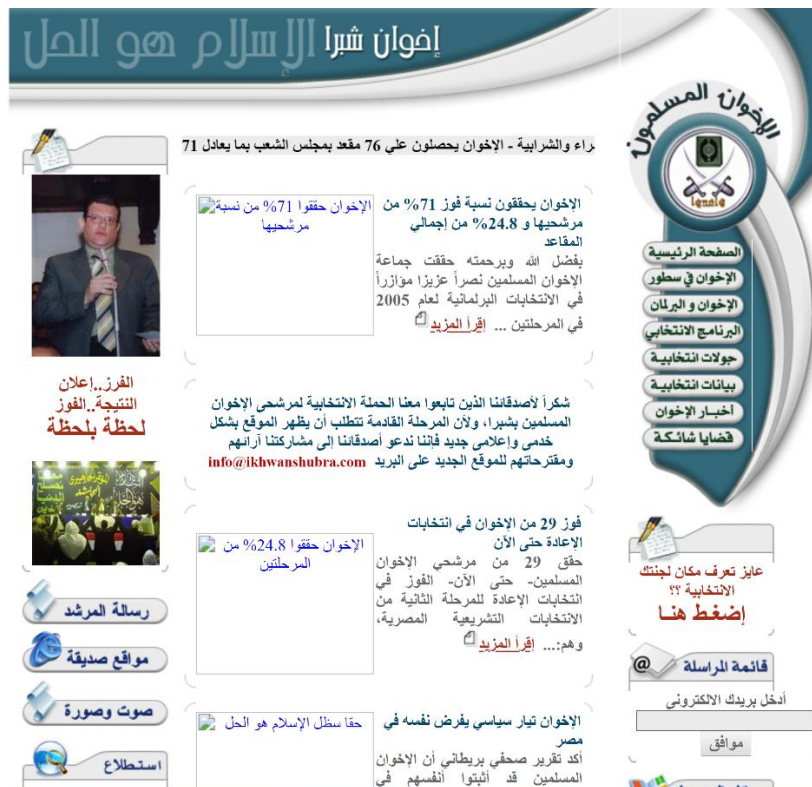 إخوان شبرا الإسلام هو الحل
الإخوان المسلمون
وأعدوا
الصفحة الرئيسية
الإخوان في سطور
الإخوان و البرلمان
البرنامج الانتخابي
جولات انتخابية
بيانات انتخابية
أخبار الإخوان
قضايا شائكة
عايز تعرف مكان لجنتك
الانتخابية ؟؟
إضغط هنا
قائمة المراسلة
أدخل بريدك الالكترونى
موافق
راء والشرابية - الإخوان يحصلون علي 76 مقعد بمجلس الشعب بما يعادل 71
الإخوان يحققون نسبة فوز 71% من
مرشحيها و 24.8% من إجمالي
المقاعد
الإخوان حققوا 71% من نسبة
مرشحيها
بفضل الله وبرحمته حققت جماعة
الإخوان المسلمين نصراً عزيزا مؤازراً
في الانتخابات البرلمانية لعام 2005
في المرحلتين ... إقرأ المزيد
شكراً لأصدقائنا الذين تابعوا معنا الحملة الانتخابية لمرشحى الإخوان
المسلمين بشبرا، ولأن المرحلة القادمة تتطلب أن يظهر الموقع بشكل
خدمى وإعلامى جديد فإننا ندعو أصدقائنا إلى مشاركتنا آرائهم
ومقترحاتهم للموقع الجديد على البريد info@ikhwanshubra.com
فوز 29 من الإخوان في انتخابات
الإعادة حتى الآن
الإخوان حققوا 24.8% من
المرحلتين
حقق 29 من مرشحي الإخوان
المسلمين- حتى الآن- الفوز في
انتخابات الإعادة للمرحلة الثانية من
الانتخابات التشريعية المصرية،
وهم:... إقرأ المزيد
الإخوان تيار سياسي يفرض نفسه في
مصر
حقا سظل الإسلام هو الحل
أكد تقرير صحفي بريطاني أن الإخوان
المسلمين قد أثبتوا أنفسهم في
الفرز..إعلان
النتيجة..الفوز
لحظة بلحظة
رسالة المرشد
مواقع صديقة
صوت وصورة
استطلاع